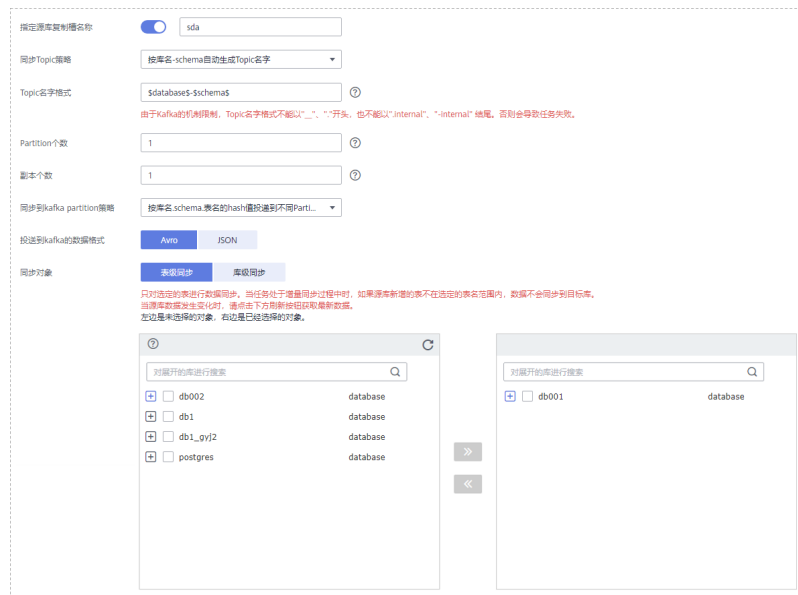 指定源库复制槽名称 sda
同步Topic策略 按库名-schema自动生成Topic名字
Topic名字格式 $database$-$schema$
由于Kafka的机制限制，Topic名字格式不能以"__"、"."开头，也不能以".internal"、"-internal" 结尾。否则会导致任务失败。
Partition个数 1
副本个数 1
同步到kafka partition策略 按库名.schema.表名的hash值投递到不同Parti...
投送到kafka的数据格式 Avro JSON
同步对象 表级同步 库级同步
只对选定的表进行数据同步。当任务处于增量同步过程中时，如果源库新增的表不在选定的表名范围内，数据不会同步到目标库。
当源库数据发生变化时，请点击下方刷新按钮获取最新数据。
左边是未选择的对象，右边是已经选择的对象。
对展开的库进行搜索 对展开的库进行搜索
db002 database db001 database
db1 database
db1_gyj2 database
postgres database